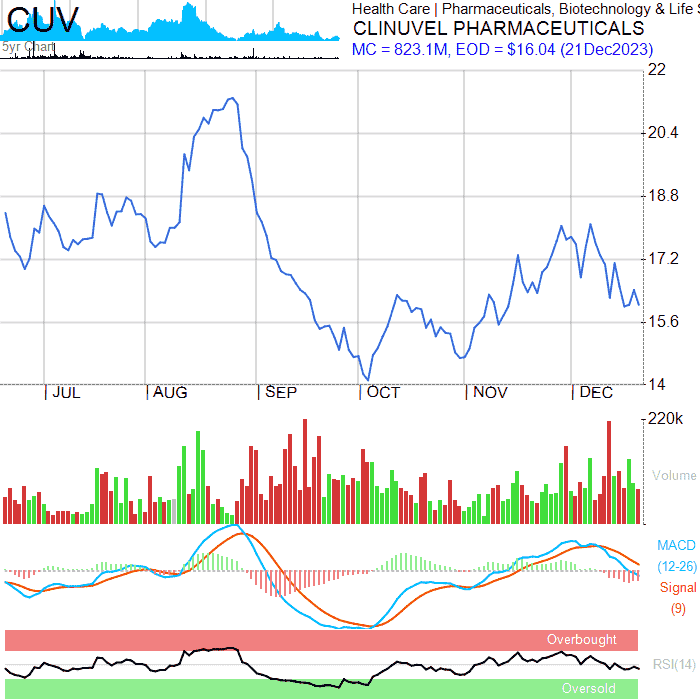 CUV
5yr Chart
Health Care | Pharmaceuticals, Biotechnology & Life
CLINUVEL PHARMACEUTICALS
MC = 823.1M, EOD = $16.04 (21Dec2023)
22
20.4
18.8
17.2
15.6
14
JUL
AUG
SEP
OCT
NOV
DEC
220k
Volume
MACD
(12-26)
Signal
(9)
Overbought
RSI(14)
Oversold